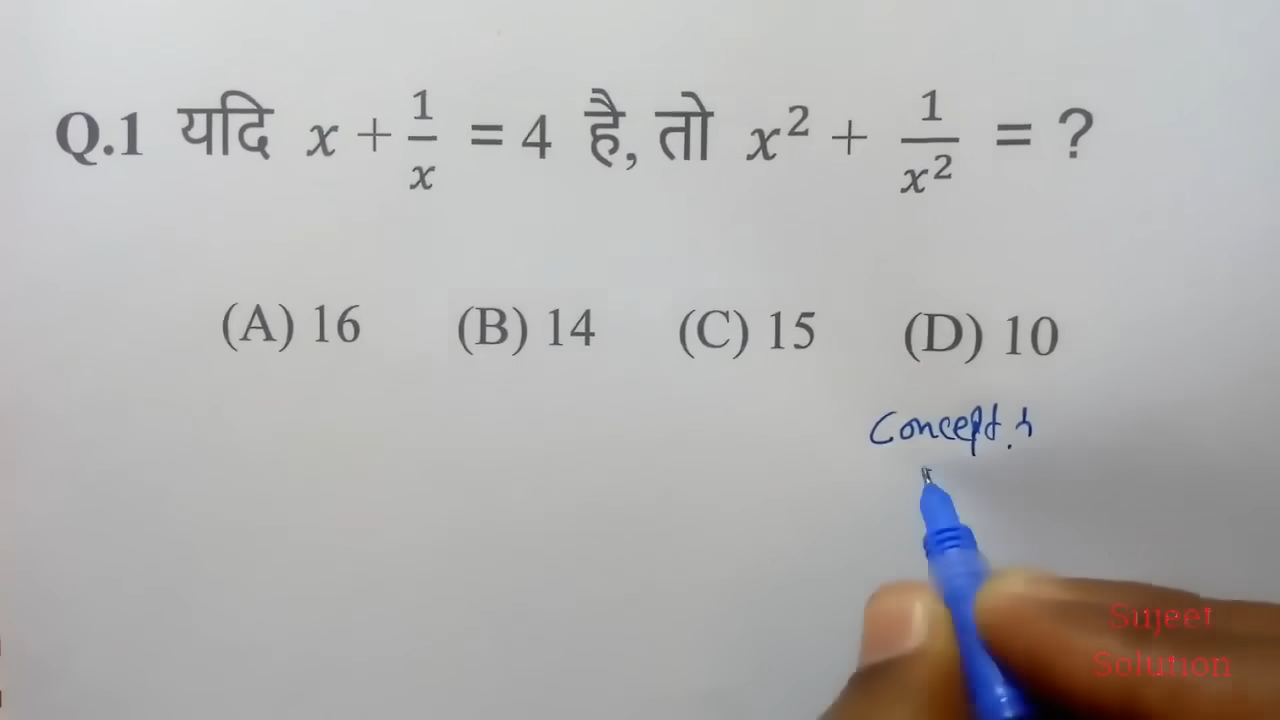 Q.1 यदि x + 1/x = 4 है, तो x² + 1/x² = ?
(A) 16 (B) 14 (C) 15 (D) 10
Concept
Sujeet
Solution